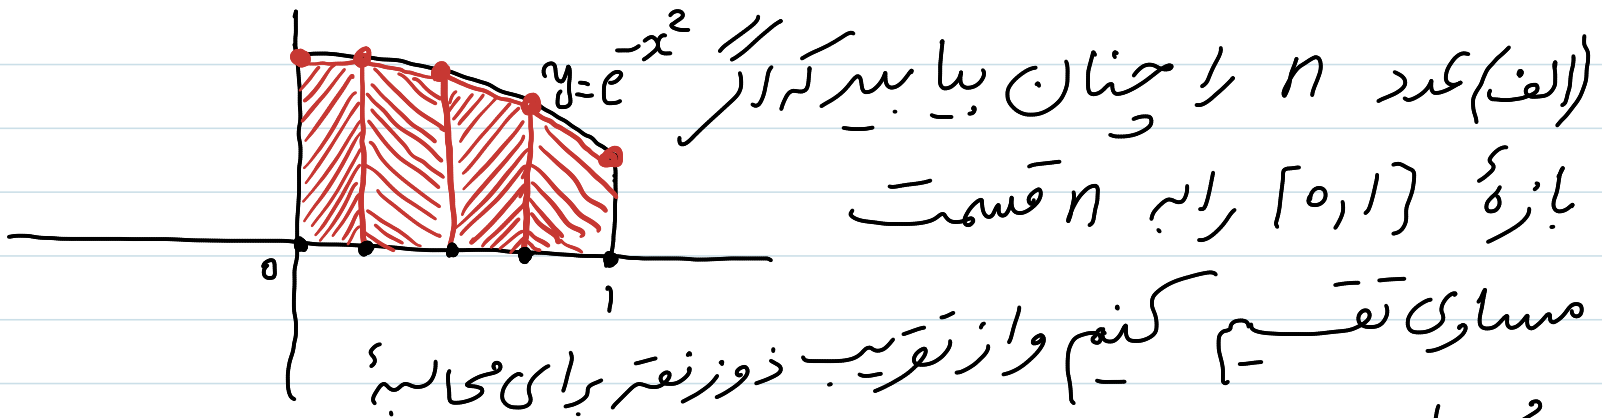 (الف) عدد n را چنان بیابید که اگر
بازهٔ [0,1] را به n قسمت
مساوی تقسیم کنیم و از تقریب ذوزنقه برای محاسبهٔ
y=e^{-x^2}
0
1